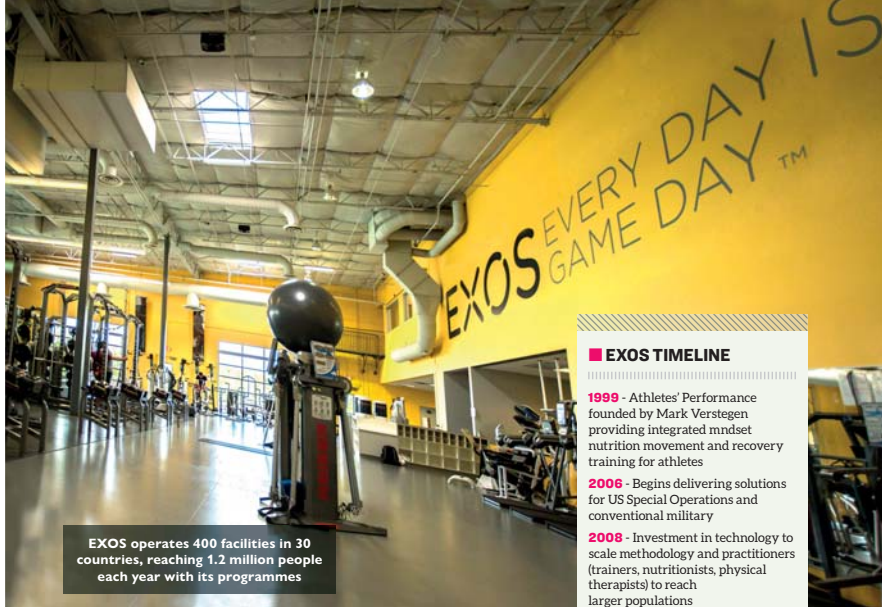 EXOS EVERY DAY IS
GAME DAY ™
EXOS operates 400 facilities in 30
countries, reaching 1.2 million people
each year with its programmes
EXOS TIMELINE
1999 - Athletes’ Performance
founded by Mark Verstegen
providing integrated mndset
nutrition movement and recovery
training for athletes
2006 - Begins delivering solutions
for US Special Operations and
conventional military
2008 - Investment in technology to
scale methodology and practitioners
(trainers, nutritionists, physical
therapists) to reach
larger populations